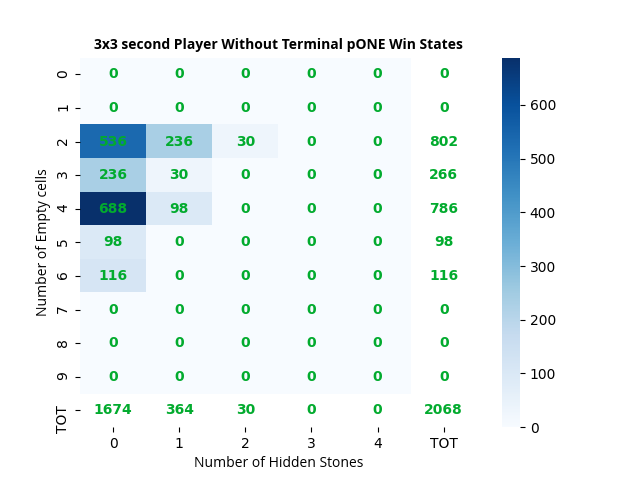 3x3 second Player Without Terminal pONE Win States
0 0 0 0 0 0 0
1 0 0 0 0 0 0
2 536 236 30 0 0 802
3 236 30 0 0 0 266
4 688 98 0 0 0 786
5 98 0 0 0 0 98
6 116 0 0 0 0 116
7 0 0 0 0 0 0
8 0 0 0 0 0 0
9 0 0 0 0 0 0
TOT 1674 364 30 0 0 2068
0 1 2 3 4 TOT
Number of Hidden Stones
Number of Empty cells
600
500
400
300
200
100
0